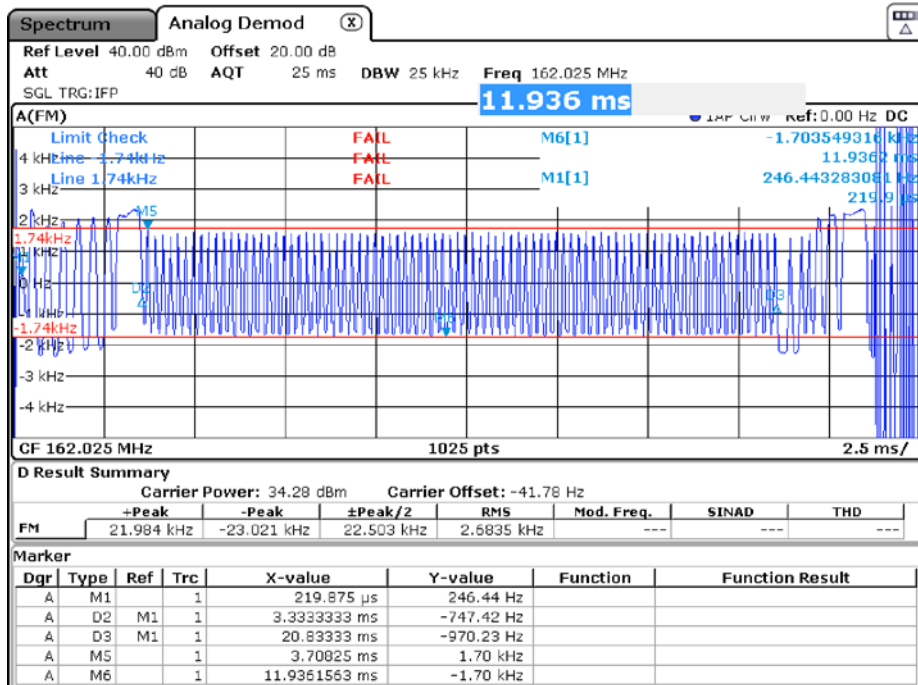 Spectrum Analog Demod X
Ref Level 40.00 dBm Offset 20.00 dB
Att 40 dB AQT 25 ms DBW 25 kHz Freq 162.025 MHz
SGL TRG:IFP
11.936 ms
A(FM) Ref:0.00 Hz DC
Limit Check FAIL M6[1] -1.703549316 kHz
4 kHz Line -1.74kHz FAIL 11.9362 ms
Line 1.74kHz FAIL M1[1] 246.443283081 Hz
3 kHz 219.9 µs
2 kHz M5
1.74kHz
1 kHz
0 Hz D2 D3
-1 kHz
-1.74kHz
-2 kHz
-3 kHz
-4 kHz
CF 162.025 MHz 1025 pts 2.5 ms/
D Result Summary
Carrier Power: 34.28 dBm Carrier Offset: -41.78 Hz
+Peak -Peak ±Peak/2 RMS Mod. Freq. SINAD THD
FM 21.984 kHz -23.021 kHz 22.503 kHz 2.6835 kHz --- --- ---
Marker
Dgr Type Ref Trc X-value Y-value Function Function Result
A M1 1 219.875 µs 246.44 Hz
A D2 M1 1 3.3333333 ms -747.42 Hz
A D3 M1 1 20.83333 ms -970.23 Hz
A M5 1 3.70825 ms 1.70 kHz
A M6 1 11.9361563 ms -1.70 kHz